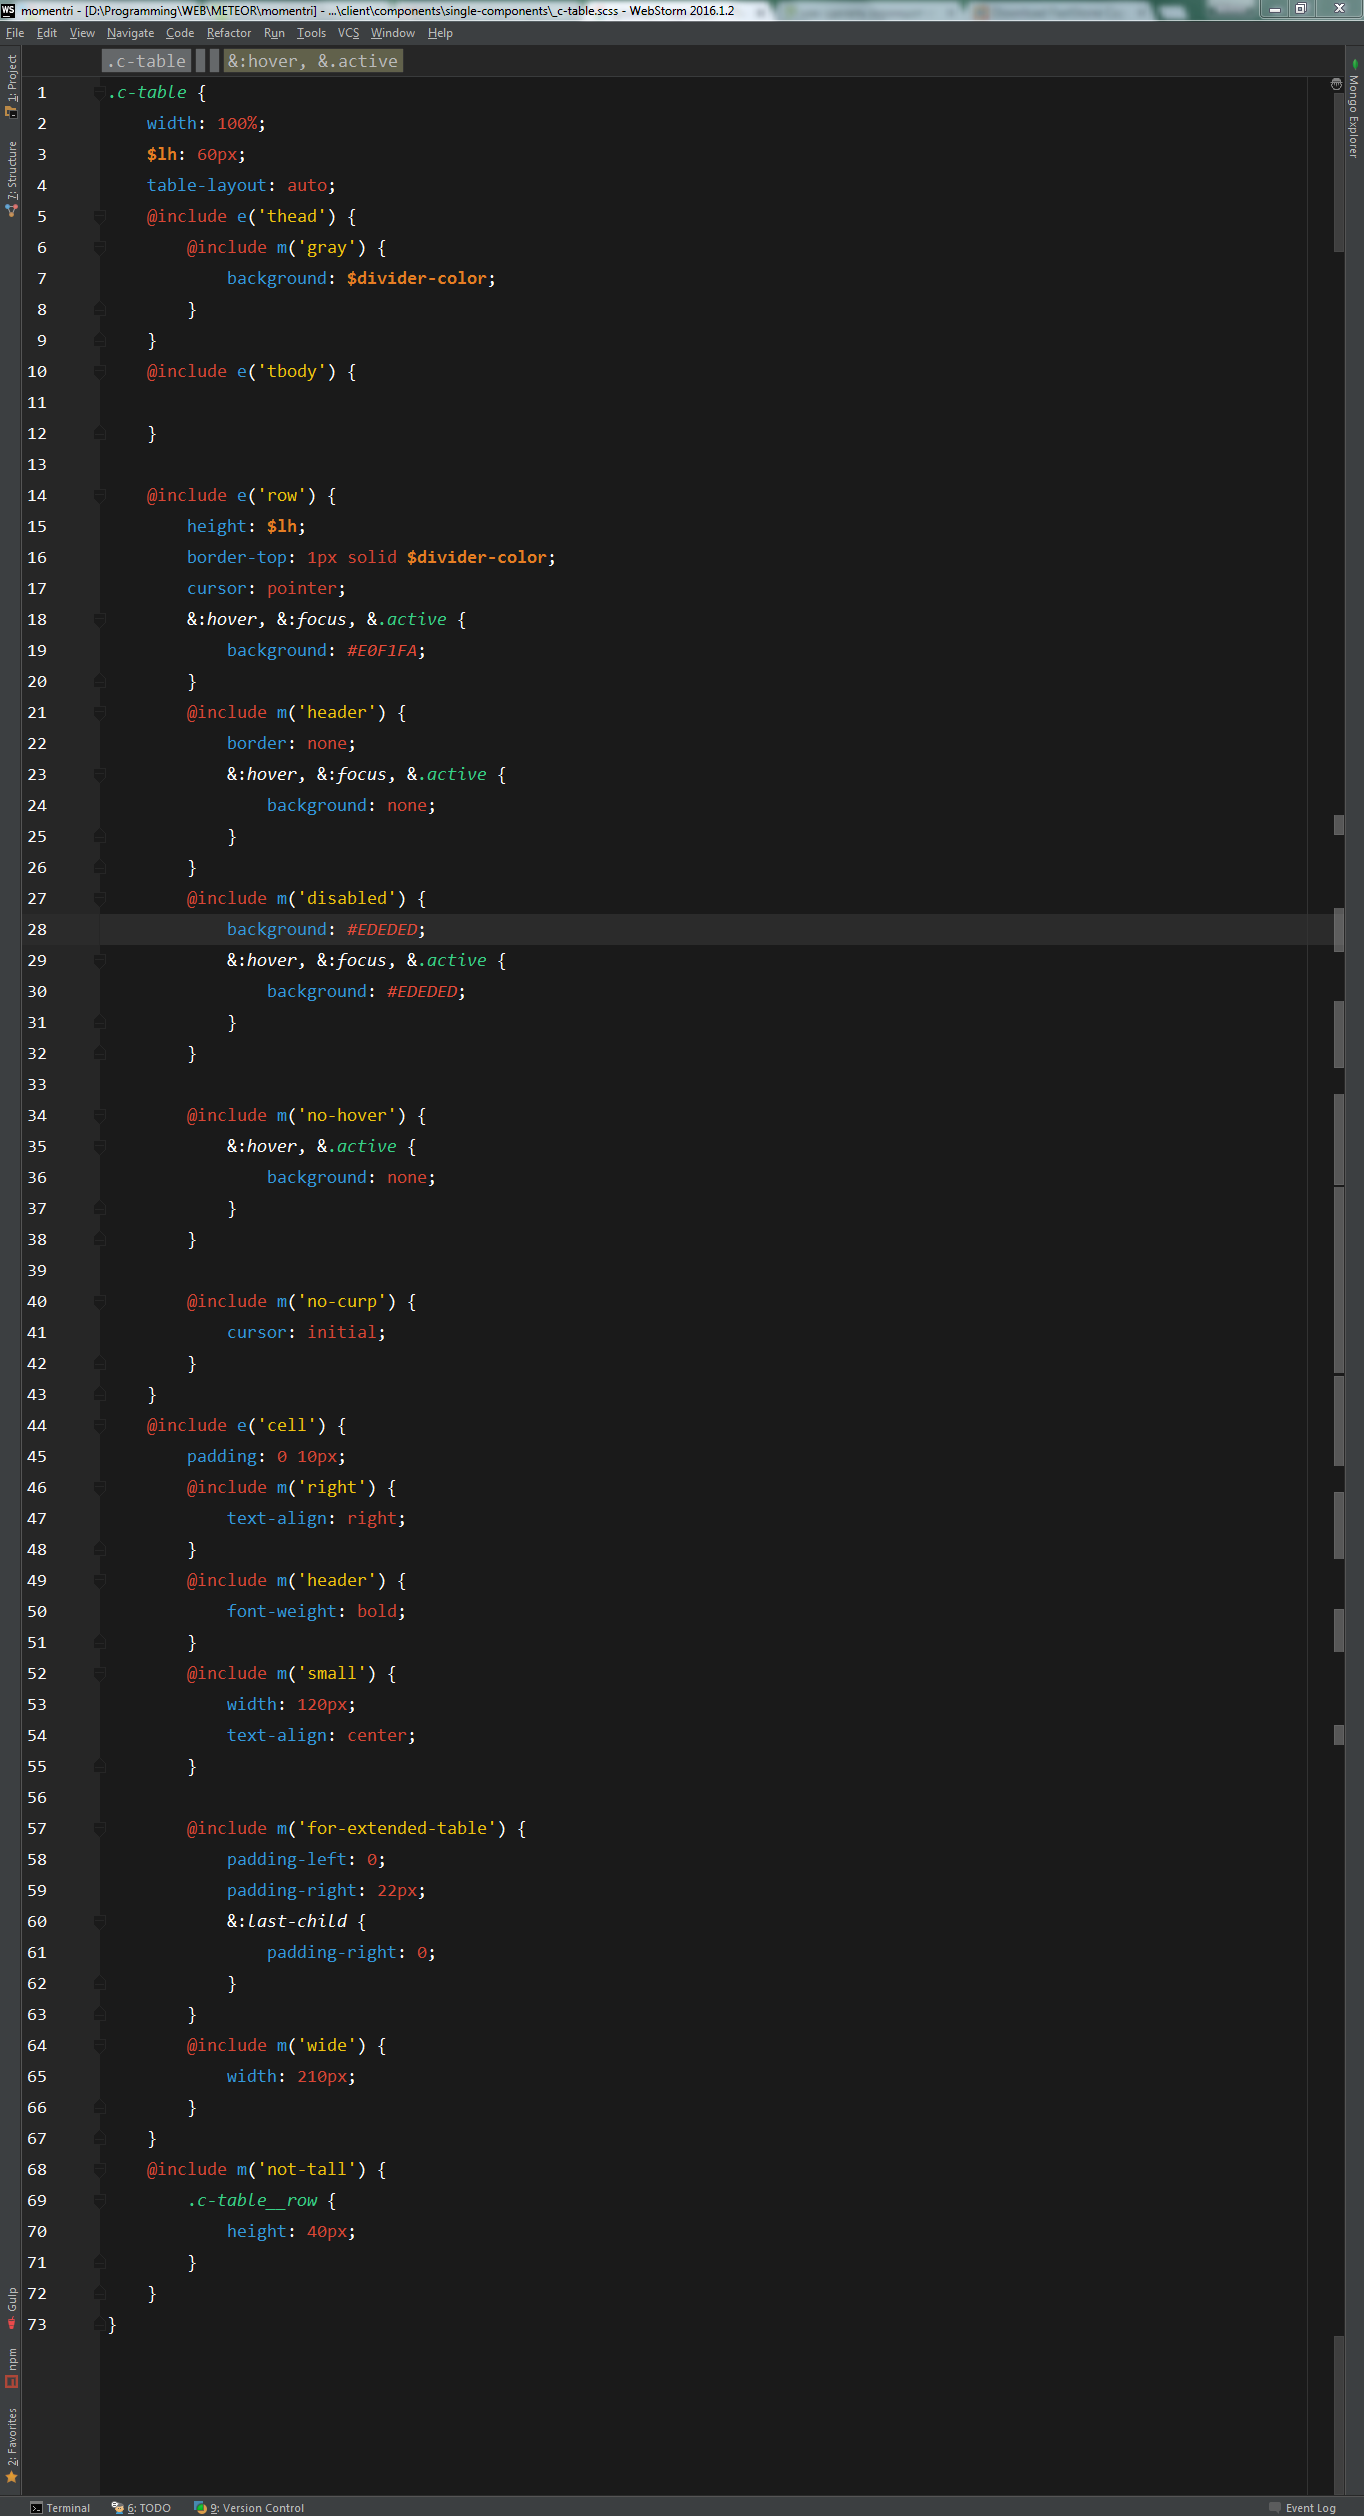 momentri - [D:\Programming\WEB\METEOR\momentri] - ...\client\components\single-components\_c-table.scss - WebStorm 2016.1.2
File Edit View Navigate Code Refactor Run Tools VCS Window Help
.c-table &:hover, &.active
1: Project
7: Structure
Mongo Explorer
1 .c-table {
2     width: 100%;
3     $lh: 60px;
4     table-layout: auto;
5     @include e('thead') {
6         @include m('gray') {
7             background: $divider-color;
8         }
9     }
10     @include e('tbody') {
11
12     }
13
14     @include e('row') {
15         height: $lh;
16         border-top: 1px solid $divider-color;
17         cursor: pointer;
18         &:hover, &:focus, &.active {
19             background: #E0F1FA;
20         }
21         @include m('header') {
22             border: none;
23             &:hover, &:focus, &.active {
24                 background: none;
25             }
26         }
27         @include m('disabled') {
28             background: #EDEDED;
29             &:hover, &:focus, &.active {
30                 background: #EDEDED;
31             }
32         }
33
34         @include m('no-hover') {
35             &:hover, &.active {
36                 background: none;
37             }
38         }
39
40         @include m('no-curp') {
41             cursor: initial;
42         }
43     }
44     @include e('cell') {
45         padding: 0 10px;
46         @include m('right') {
47             text-align: right;
48         }
49         @include m('header') {
50             font-weight: bold;
51         }
52         @include m('small') {
53             width: 120px;
54             text-align: center;
55         }
56
57         @include m('for-extended-table') {
58             padding-left: 0;
59             padding-right: 22px;
60             &:last-child {
61                 padding-right: 0;
62             }
63         }
64         @include m('wide') {
65             width: 210px;
66         }
67     }
68     @include m('not-tall') {
69         .c-table__row {
70             height: 40px;
71         }
72     }
73 }
Gulp
npm
2: Favorites
Terminal 6: TODO 9: Version Control Event Log